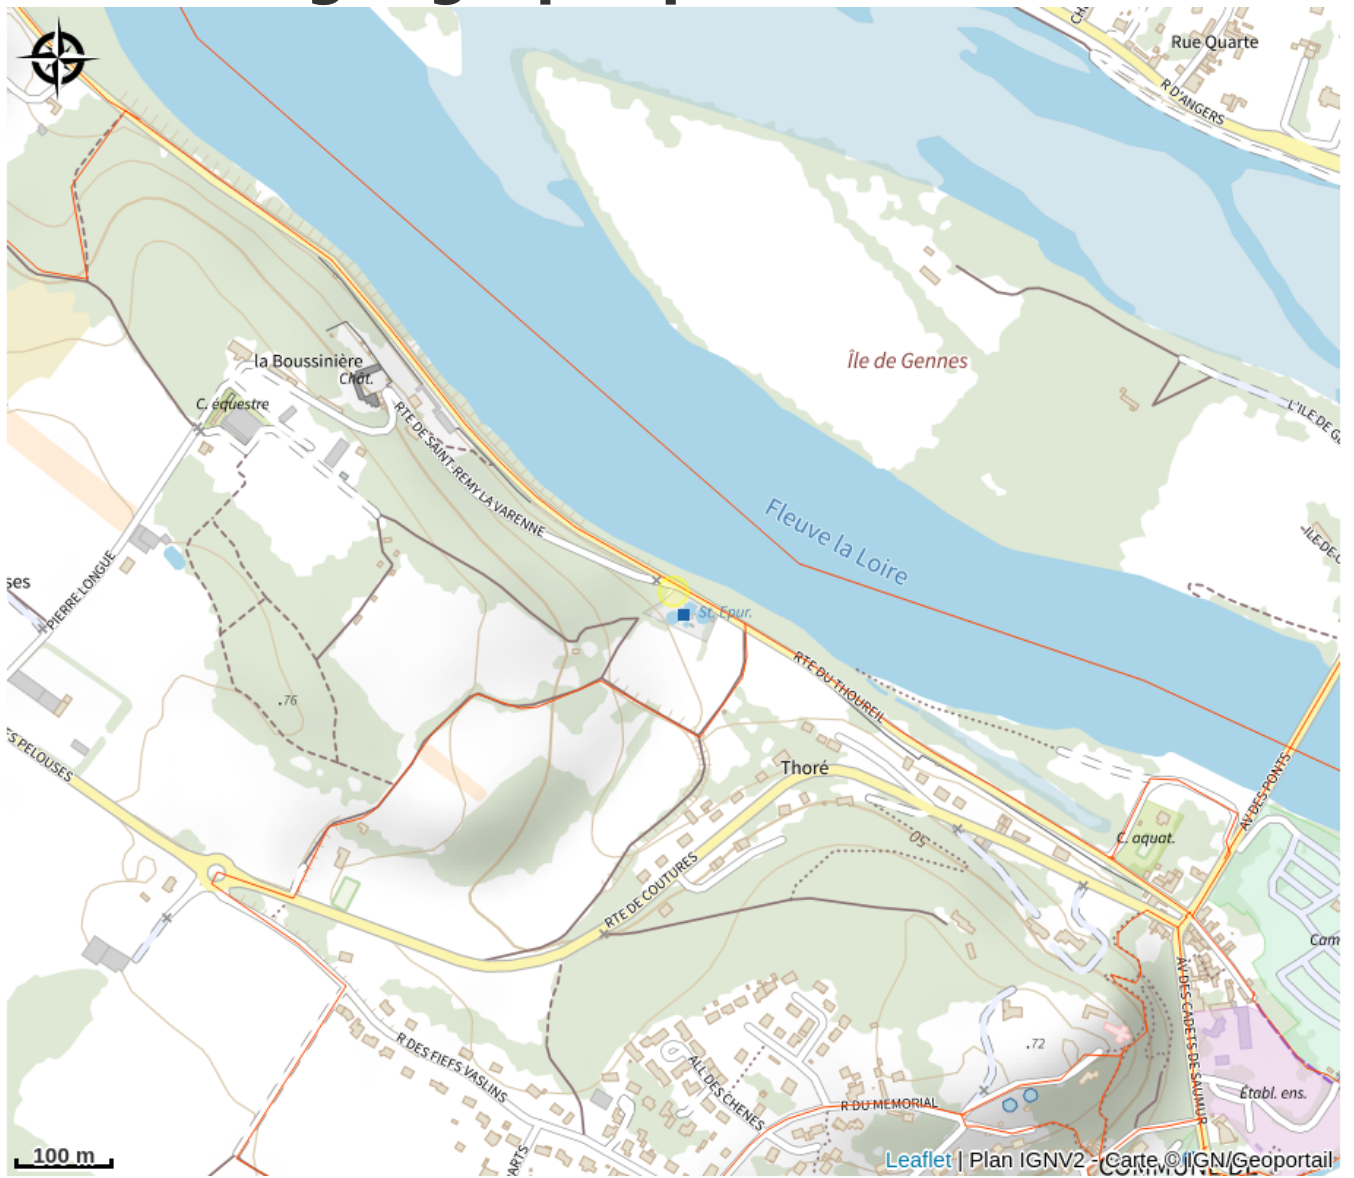 Rue Quarte
R D'ANGERS
Île de Gennes
la Boussinière
Chât.
C. équestre
L'ILE DE G
RTE DE SAINT-REMY LA VARENNE
Fleuve la Loire
-ILE-DE-
ses
PIERRE LONGUE
St. Epur.
RTE DU THOUREIL
.76
ES PELOUSES
Thoré
AV DES PONTS
50
C. aquat.
RTE DE COUTURES
Cam
AV DES CADETS DE SAUMUR
.72
R DES FIEFS VASLINS
ALL DES CHENES
R DU MEMORIAL
Établ. ens.
ARTS
100 m
COMMUNE DE
Leaflet | Plan IGNV2 - Carte © IGN/Geoportail